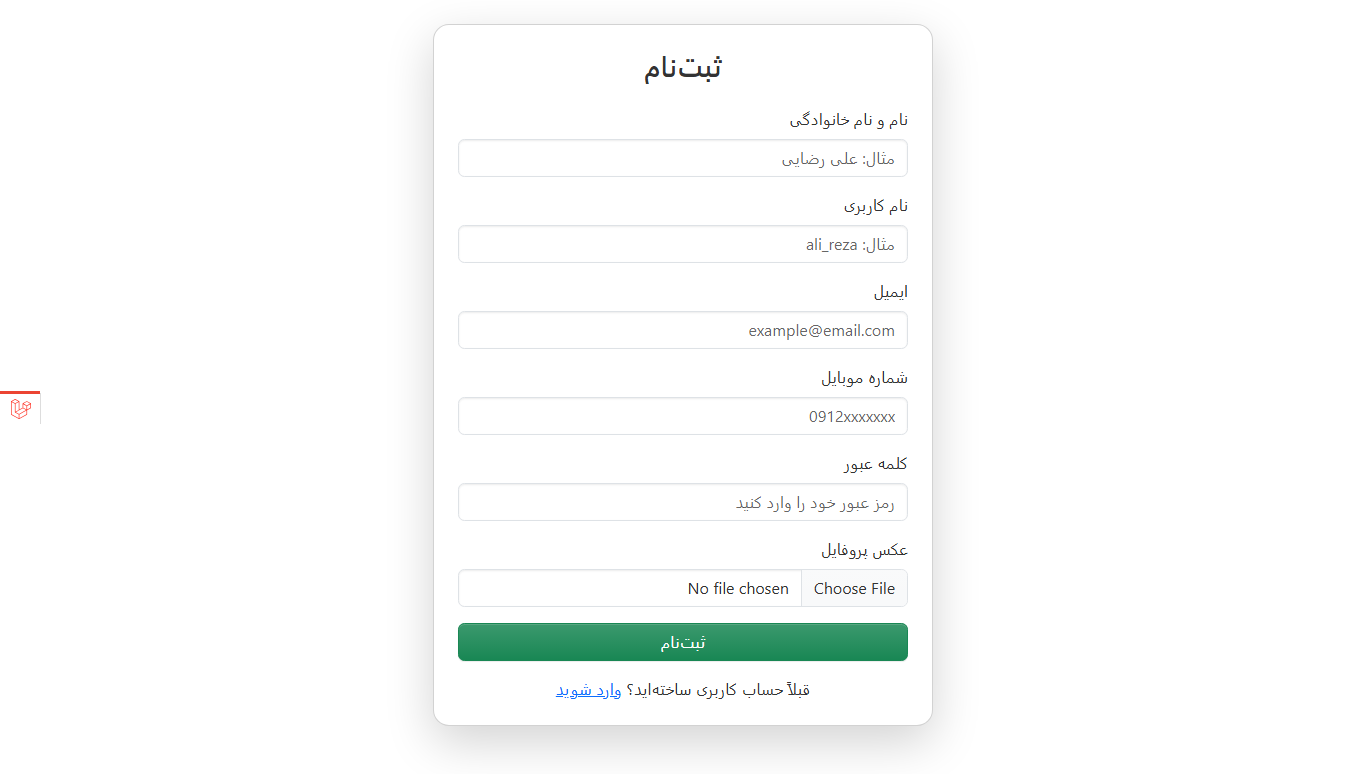 ثبت‌نام
نام و نام خانوادگی
مثال: علی رضایی
نام کاربری
مثال: ali_reza
ایمیل
example@email.com
شماره موبایل
0912xxxxxxx
کلمه عبور
رمز عبور خود را وارد کنید
عکس پروفایل
Choose File No file chosen
ثبت‌نام
قبلاً حساب کاربری ساخته‌اید؟ وارد شوید